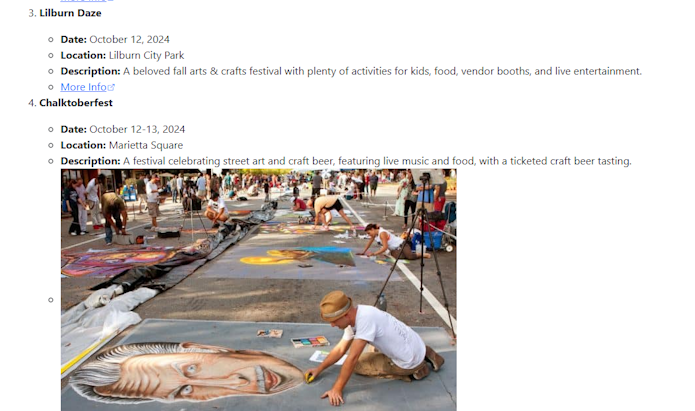 3. Lilburn Daze
Date: October 12, 2024
Location: Lilburn City Park
Description: A beloved fall arts & crafts festival with plenty of activities for kids, food, vendor booths, and live entertainment.
More Info
4. Chalktoberfest
Date: October 12-13, 2024
Location: Marietta Square
Description: A festival celebrating street art and craft beer, featuring live music and food, with a ticketed craft beer tasting.